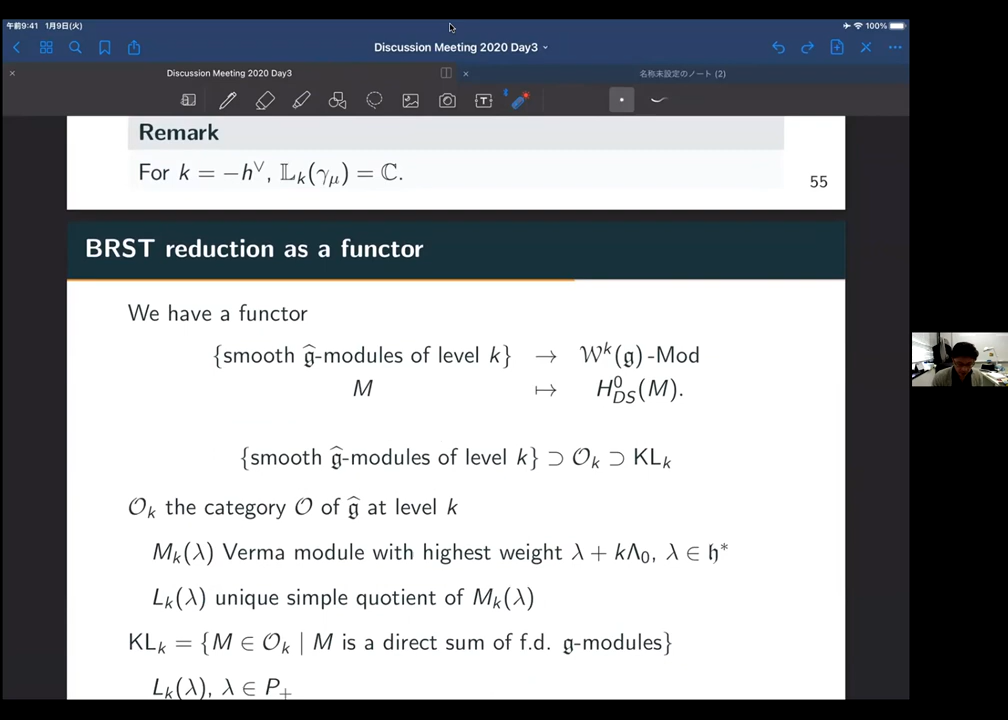 午前9:41 1月9日(火)
100%
Discussion Meeting 2020 Day3
Discussion Meeting 2020 Day3
名称未設定のノート (2)
Remark
For k = −h^∨, 𝕃_k(γ_μ) = ℂ.
55
BRST reduction as a functor
We have a functor
{smooth 𝔤̂-modules of level k} → 𝒲^k(𝔤)-Mod
M ↦ H^0_{DS}(M).
{smooth 𝔤̂-modules of level k} ⊃ 𝒪_k ⊃ KL_k
𝒪_k the category 𝒪 of 𝔤̂ at level k
M_k(λ) Verma module with highest weight λ + kΛ_0, λ ∈ 𝔥*
L_k(λ) unique simple quotient of M_k(λ)
KL_k = {M ∈ 𝒪_k | M is a direct sum of f.d. 𝔤-modules}
L_k(λ), λ ∈ P_+